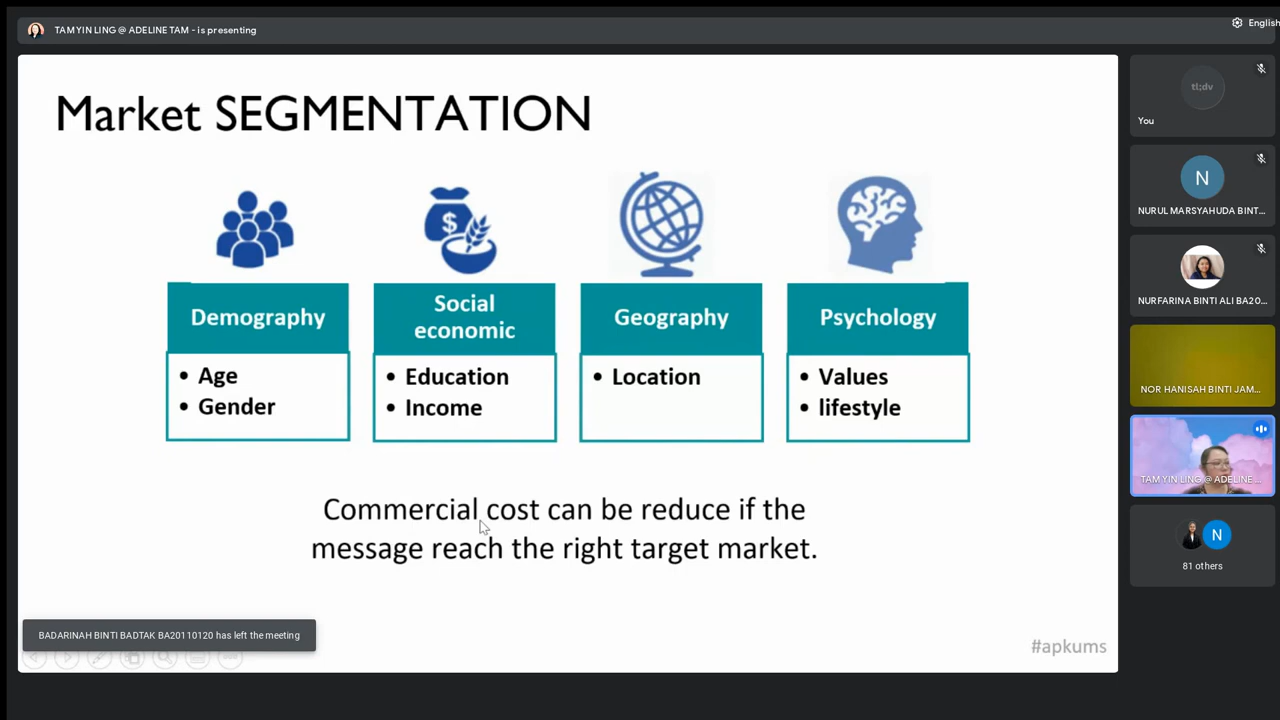 TAM YIN LING @ ADELINE TAM - is presenting
English
Market SEGMENTATION
$
Demography
Age
Gender
Social
economic
Education
Income
Geography
Location
Psychology
Values
lifestyle
Commercial cost can be reduce if the
message reach the right target market.
#apkums
BADARINAH BINTI BADTAK BA20110120 has left the meeting
tl;dv
You
N
NURUL MARSYAHUDA BINT...
NURFARINA BINTI ALI BA20...
NOR HANISAH BINTI JAM...
TAM YIN LING @ ADELINE ...
N
81 others